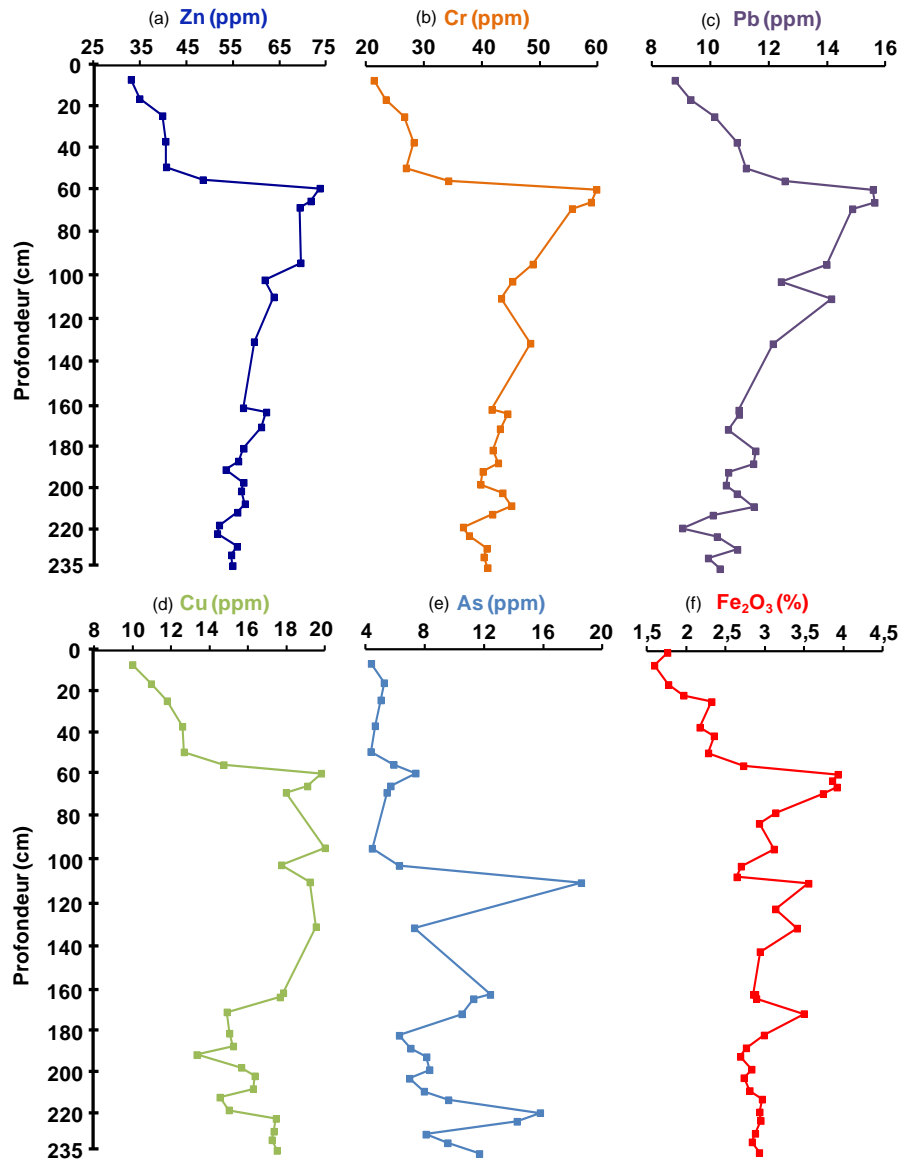 (a) Zn (ppm)
25 35 45 55 65 75
(b) Cr (ppm)
20 30 40 50 60
(c) Pb (ppm)
8 10 12 14 16
Profondeur (cm)
0
20
40
60
80
100
120
140
160
180
200
220
235
(d) Cu (ppm)
8 10 12 14 16 18 20
(e) As (ppm)
4 8 12 16 20
(f) Fe₂O₃ (%)
1,5 2 2,5 3 3,5 4 4,5
Profondeur (cm)
0
20
40
60
80
100
120
140
160
180
200
220
235